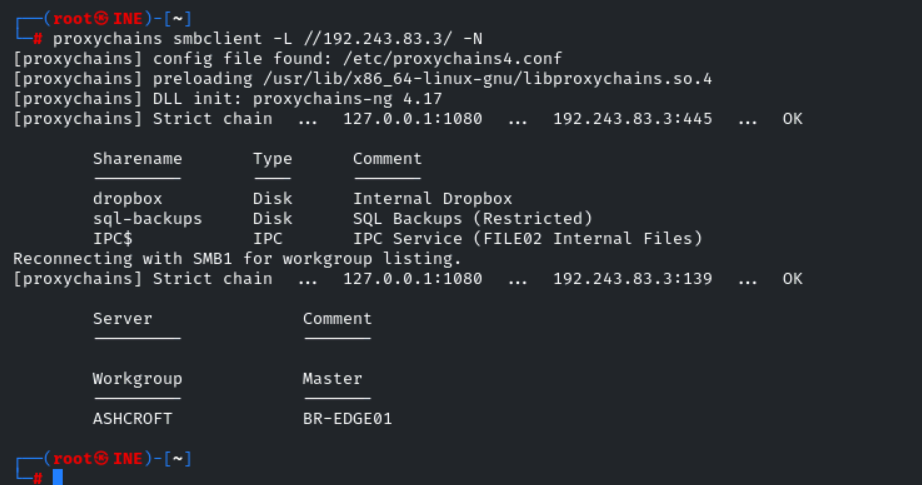 ┌──(root㉿INE)-[~]
└─# proxychains smbclient -L //192.243.83.3/ -N
[proxychains] config file found: /etc/proxychains4.conf
[proxychains] preloading /usr/lib/x86_64-linux-gnu/libproxychains.so.4
[proxychains] DLL init: proxychains-ng 4.17
[proxychains] Strict chain  ...  127.0.0.1:1080  ...  192.243.83.3:445  ...  OK
Sharename       Type      Comment
---------       ----      -------
dropbox         Disk      Internal Dropbox
sql-backups     Disk      SQL Backups (Restricted)
IPC$            IPC       IPC Service (FILE02 Internal Files)
Reconnecting with SMB1 for workgroup listing.
[proxychains] Strict chain  ...  127.0.0.1:1080  ...  192.243.83.3:139  ...  OK
Server               Comment
---------            -------
Workgroup            Master
---------            -------
ASHCROFT             BR-EDGE01
┌──(root㉿INE)-[~]
└─#